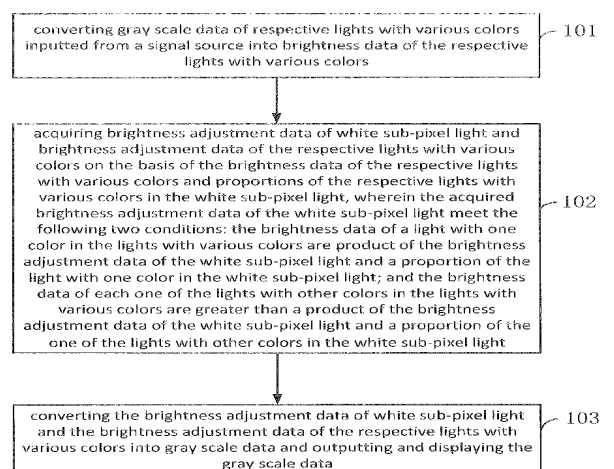 converting gray scale data of respective lights with various colors
inputted from a signal source into brightness data of the respective
lights with various colors
101
acquiring brightness adjustment data of white sub-pixel light and
brightness adjustment data of the respective lights with various
colors on the basis of the brightness data of the respective lights
with various colors and proportions of the respective lights with
various colors in the white sub-pixel light, wherein the acquired
brightness adjustment data of the white sub-pixel light meet the
following two conditions: the brightness data of a light with one
color in the lights with various colors are product of the brightness
adjustment data of the white sub-pixel light and a proportion of the
light with one color in the white sub-pixel light; and the brightness
data of each one of the lights with other colors in the lights with
various colors are greater than a product of the brightness
adjustment data of the white sub-pixel light and a proportion of the
one of the lights with other colors in the white sub-pixel light
102
converting the brightness adjustment data of white sub-pixel light
and the brightness adjustment data of the respective lights with
various colors into gray scale data and outputting and displaying the
gray scale data
103